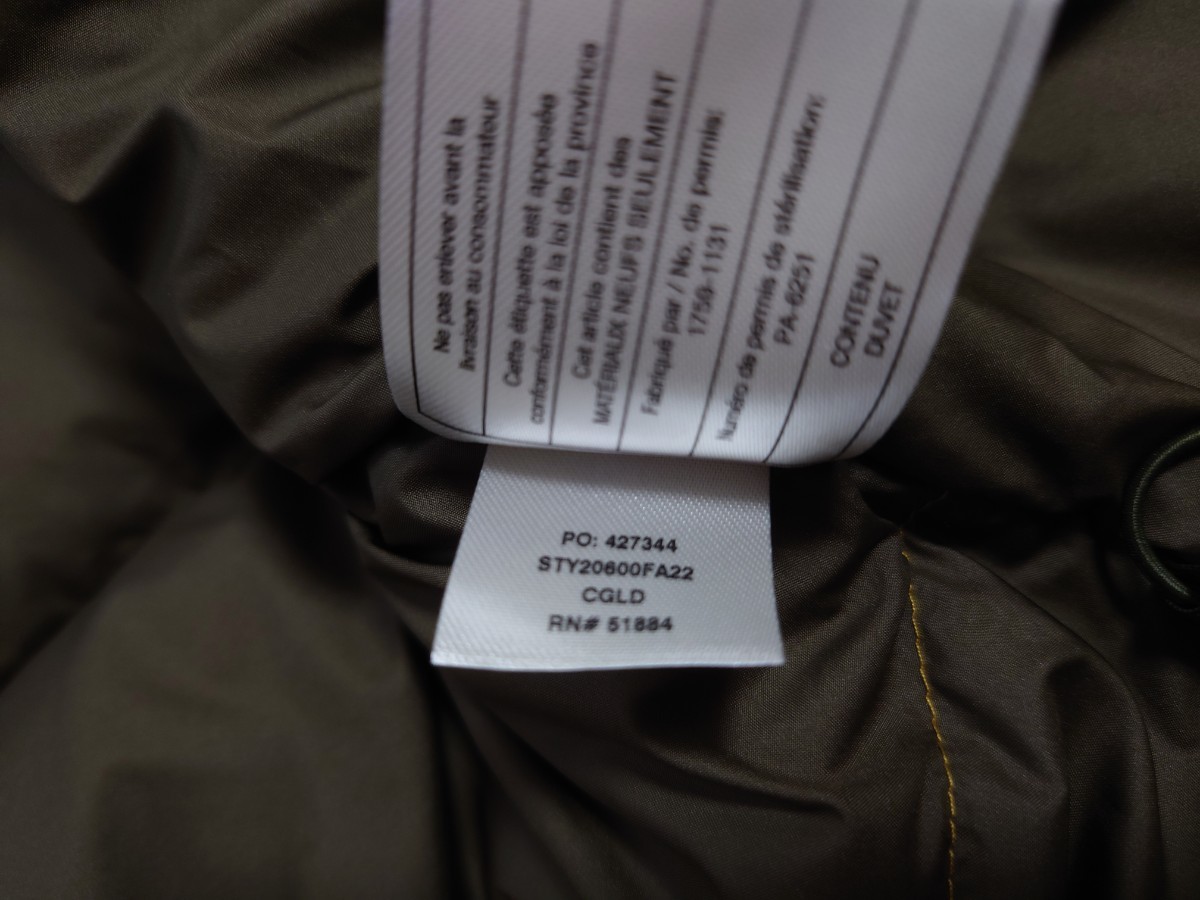 Ne pas enlever avant la
livraison au consommateur
Cette étiquette est apposée
conformément à la loi de la province
Cet article contient des
MATÉRIAUX NEUFS SEULEMENT
Fabriqué par / No. de permis:
1750-1131
Numéro de permis de stérilisation:
PA-6251
CONTENU
DUVET
PO: 427344
STY20600FA22
CGLD
RN# 51884